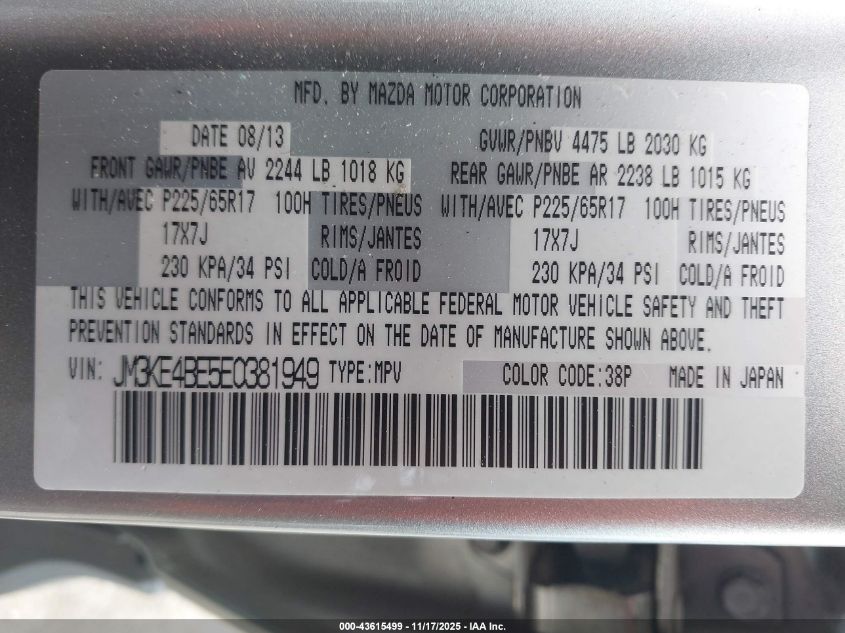 MFD. BY MAZDA MOTOR CORPORATION
DATE 08/13 GVWR/PNBV 4475 LB 2030 KG
FRONT GAWR/PNBE AV 2244 LB 1018 KG REAR GAWR/PNBE AR 2238 LB 1015 KG
WITH/AVEC P225/65R17 100H TIRES/PNEUS WITH/AVEC P225/65R17 100H TIRES/PNEUS
17X7J RIMS/JANTES 17X7J RIMS/JANTES
230 KPA/34 PSI COLD/A FROID 230 KPA/34 PSI COLD/A FROID
THIS VEHICLE CONFORMS TO ALL APPLICABLE FEDERAL MOTOR VEHICLE SAFETY AND THEFT
PREVENTION STANDARDS IN EFFECT ON THE DATE OF MANUFACTURE SHOWN ABOVE.
VIN: JM3KE4BE5E0381949 TYPE:MPV COLOR CODE:38P MADE IN JAPAN
000-43615499 - 11/17/2025 - IAA Inc.